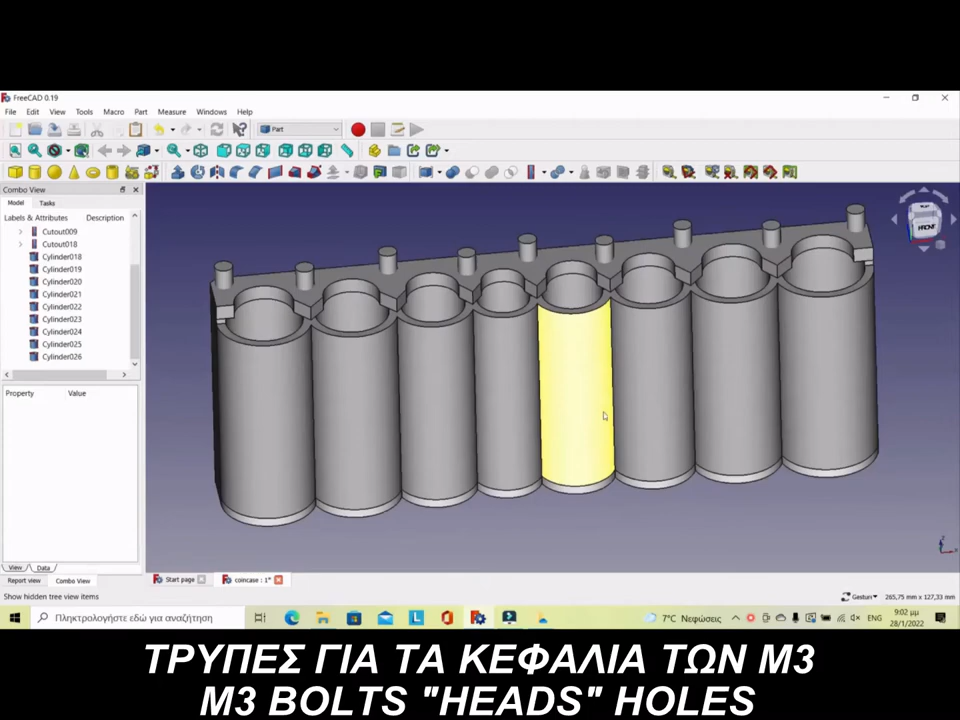 FreeCAD 0.19
File Edit View Tools Macro Part Measure Windows Help
Part
Combo View
Model Tasks
Labels & Attributes Description
Cutout009
Cutout018
Cylinder018
Cylinder019
Cylinder020
Cylinder021
Cylinder022
Cylinder023
Cylinder024
Cylinder025
Cylinder026
Property Value
View Data
Report view Combo View
Start page
coincase : 1*
Show hidden tree view items
Gesture
265,75 mm x 127,33 mm
Πληκτρολογήστε εδώ για αναζήτηση
7°C Νεφώσεις
ENG
9:02 μμ
28/1/2022
ΤΡΥΠΕΣ ΓΙΑ ΤΑ ΚΕΦΑΛΙΑ ΤΩΝ Μ3
M3 BOLTS "HEADS" HOLES